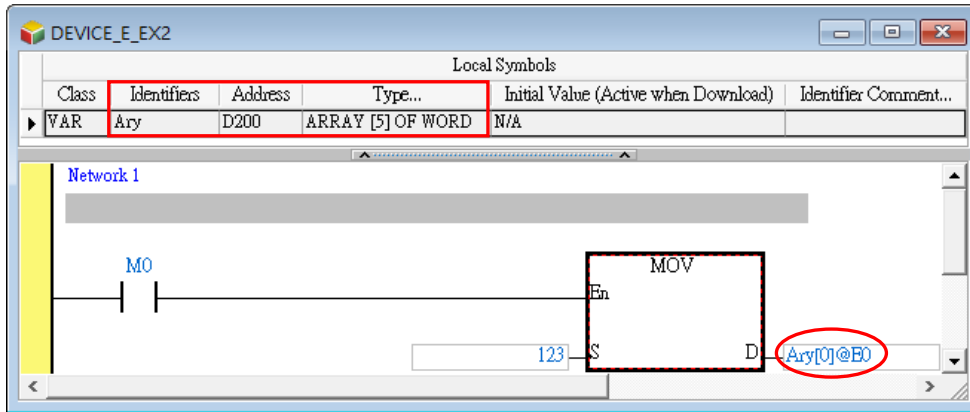 DEVICE_E_EX2
Local Symbols
Class Identifiers Address Type... Initial Value (Active when Download) Identifier Comment...
VAR Ary D200 ARRAY [5] OF WORD N/A
Network 1
M0 MOV
En
123 S D Ary[0]@E0